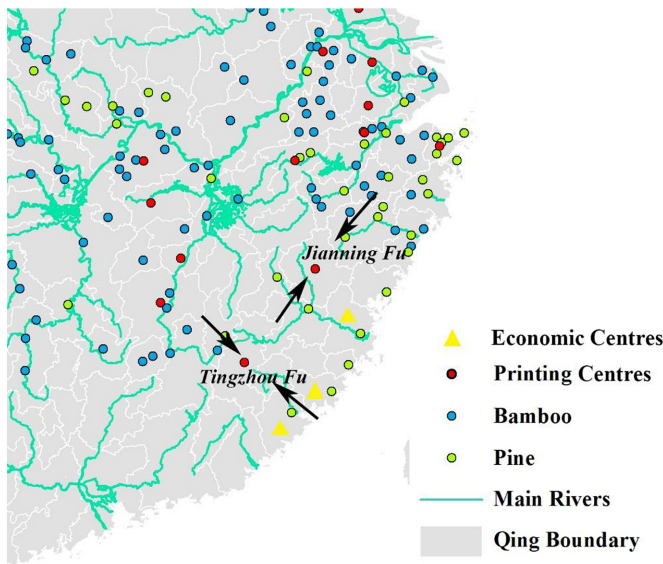 Jianning Fu
Tingzhou Fu
Economic Centres
Printing Centres
Bamboo
Pine
Main Rivers
Qing Boundary